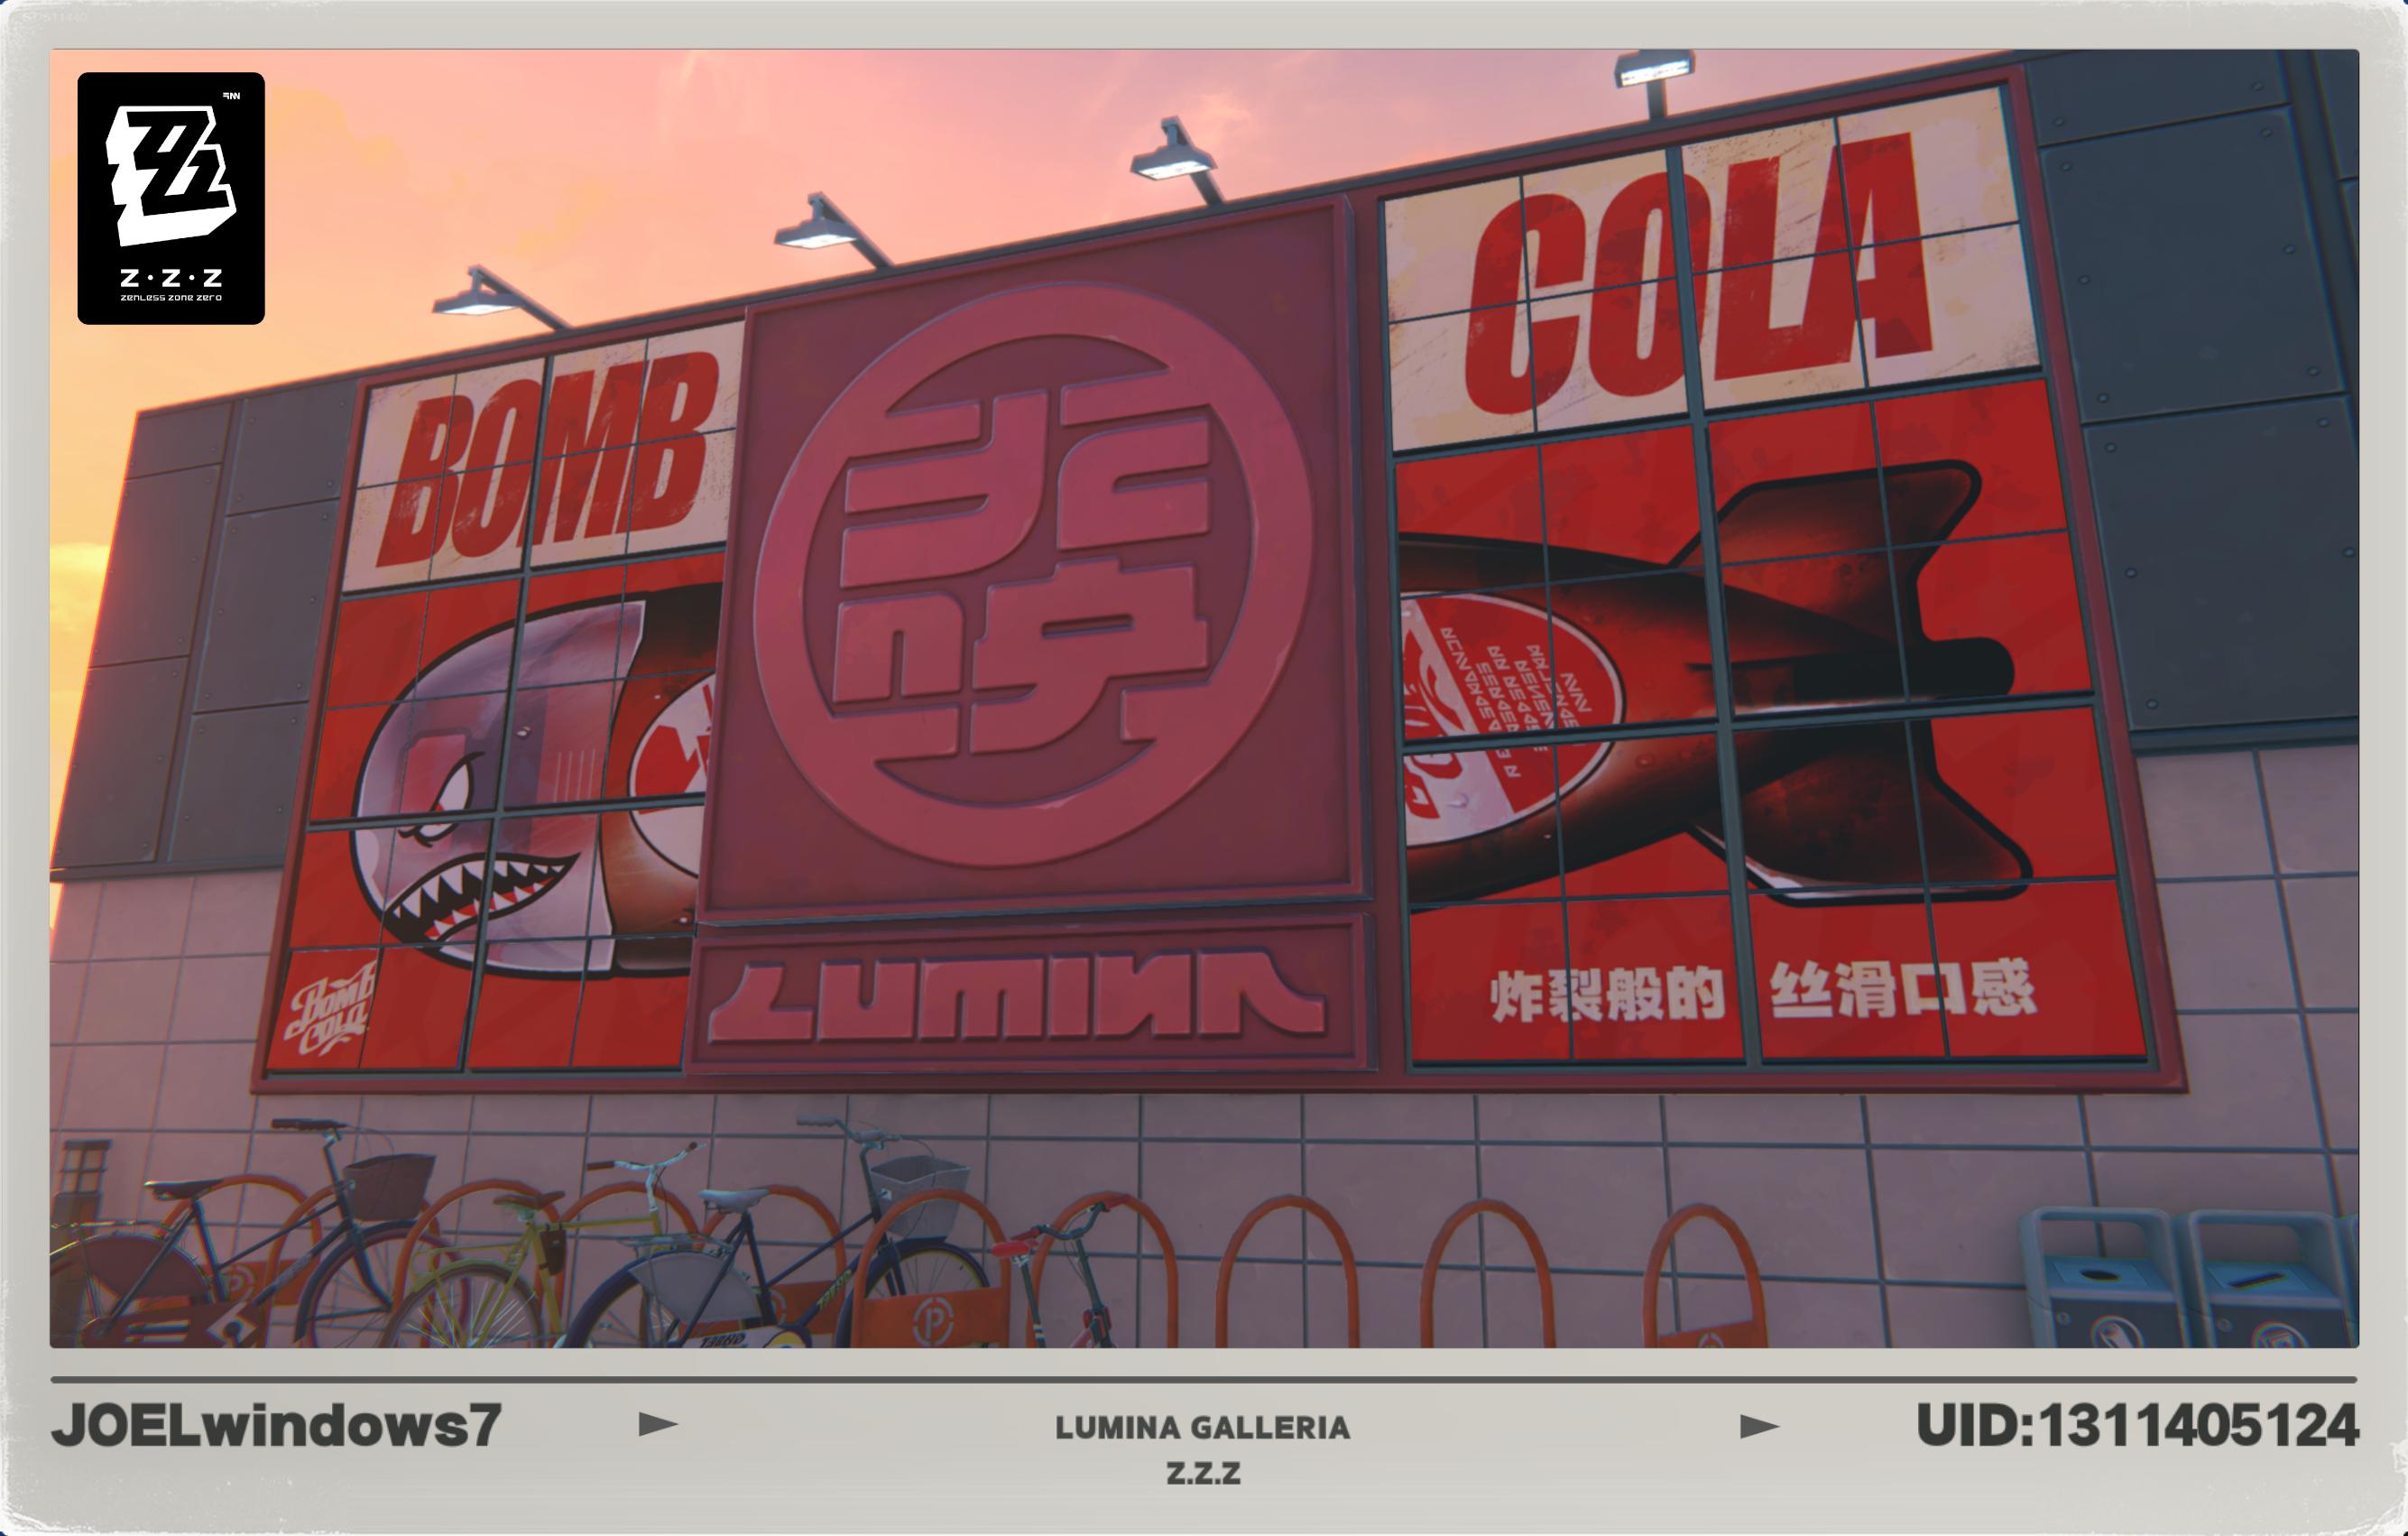 Z·Z·Z
ZENLESS ZONE ZERO
BOMB
COLA
BOMB
COLA
LUMINA
炸裂般的 丝滑口感
P
JOELwindows7
LUMINA GALLERIA
UID:1311405124
Z.Z.Z